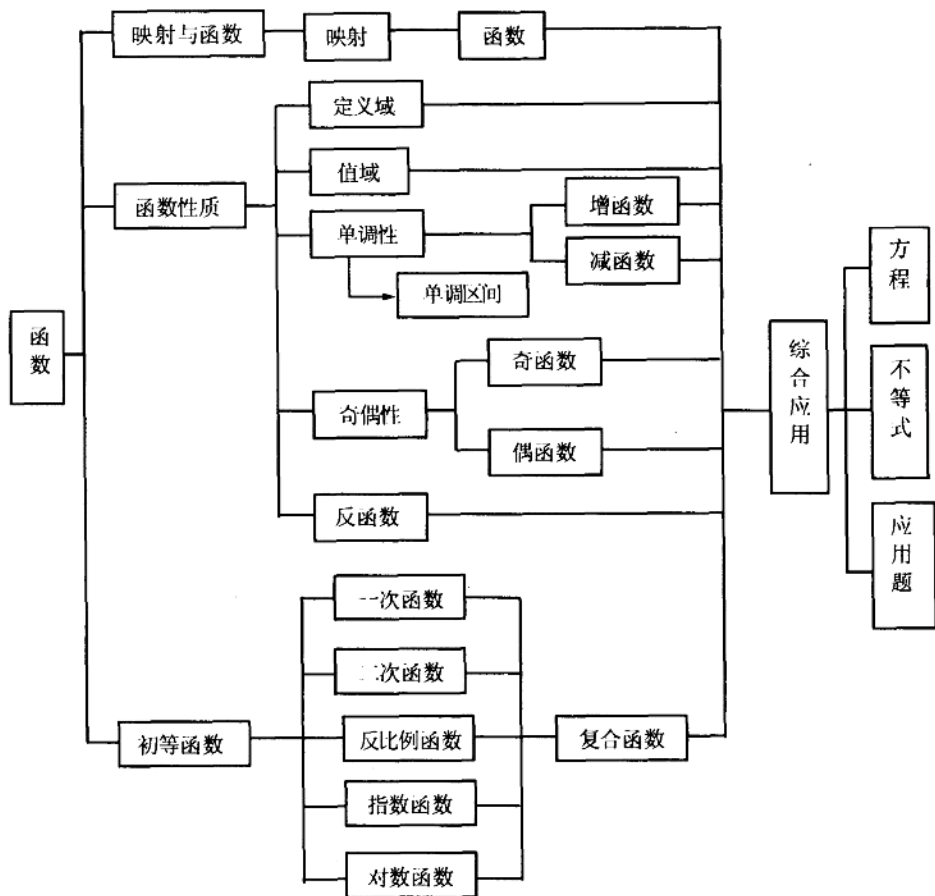 映射与函数
映射
函数
定义域
值域
函数性质
单调性
增函数
减函数
单调区间
函数
奇偶性
奇函数
偶函数
反函数
一次函数
二次函数
初等函数
反比例函数
复合函数
指数函数
对数函数
综合应用
方程
不等式
应用题